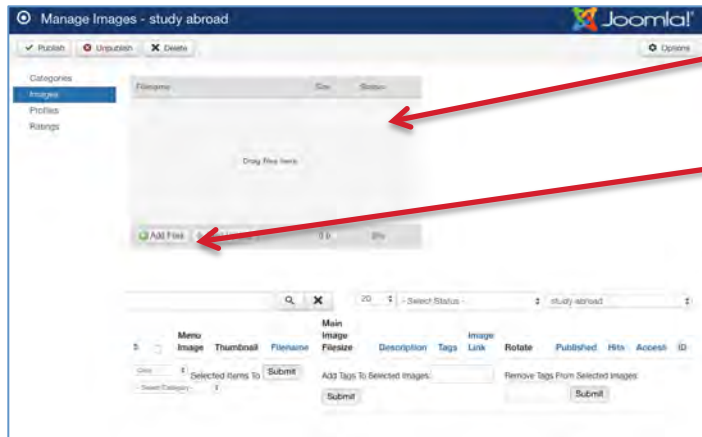 Manage Images - study abroad
Joomla!
Publish Unpublish Delete Options
Categories
Images
Profiles
Ratings
Filename Size Status
Drag files here.
Add Files 0 b 0%
20 - Select Status - study abroad
Menu Image Thumbnail Filename Main Image Filesize Description Tags Image Link Rotate Published Hits Access ID
Selected Items To Submit
- Select Category -
Add Tags To Selected Images:
Submit
Remove Tags From Selected Images:
Submit